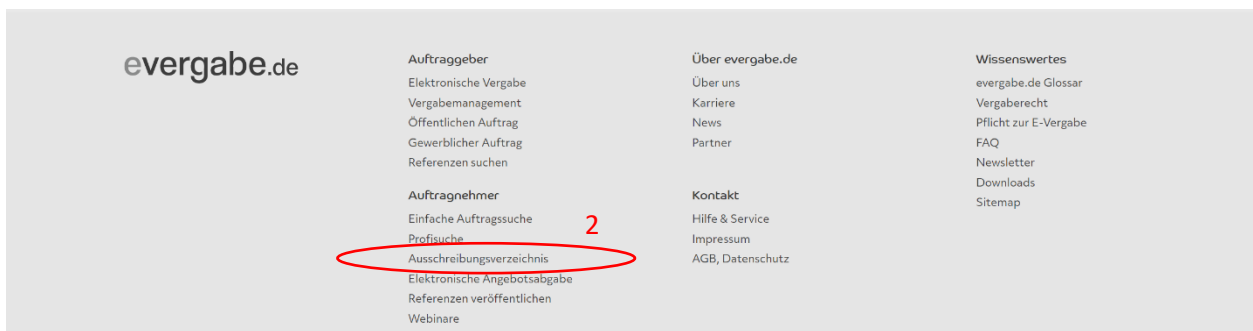 evergabe.de
Auftraggeber
Elektronische Vergabe
Vergabemanagement
Öffentlichen Auftrag
Gewerblicher Auftrag
Referenzen suchen
Auftragnehmer
Einfache Auftragssuche
2
Profisuche
Ausschreibungsverzeichnis
Elektronische Angebotsabgabe
Referenzen veröffentlichen
Webinare
Über evergabe.de
Über uns
Karriere
News
Partner
Kontakt
Hilfe & Service
Impressum
AGB, Datenschutz
Wissenswertes
evergabe.de Glossar
Vergaberecht
Pflicht zur E-Vergabe
FAQ
Newsletter
Downloads
Sitemap